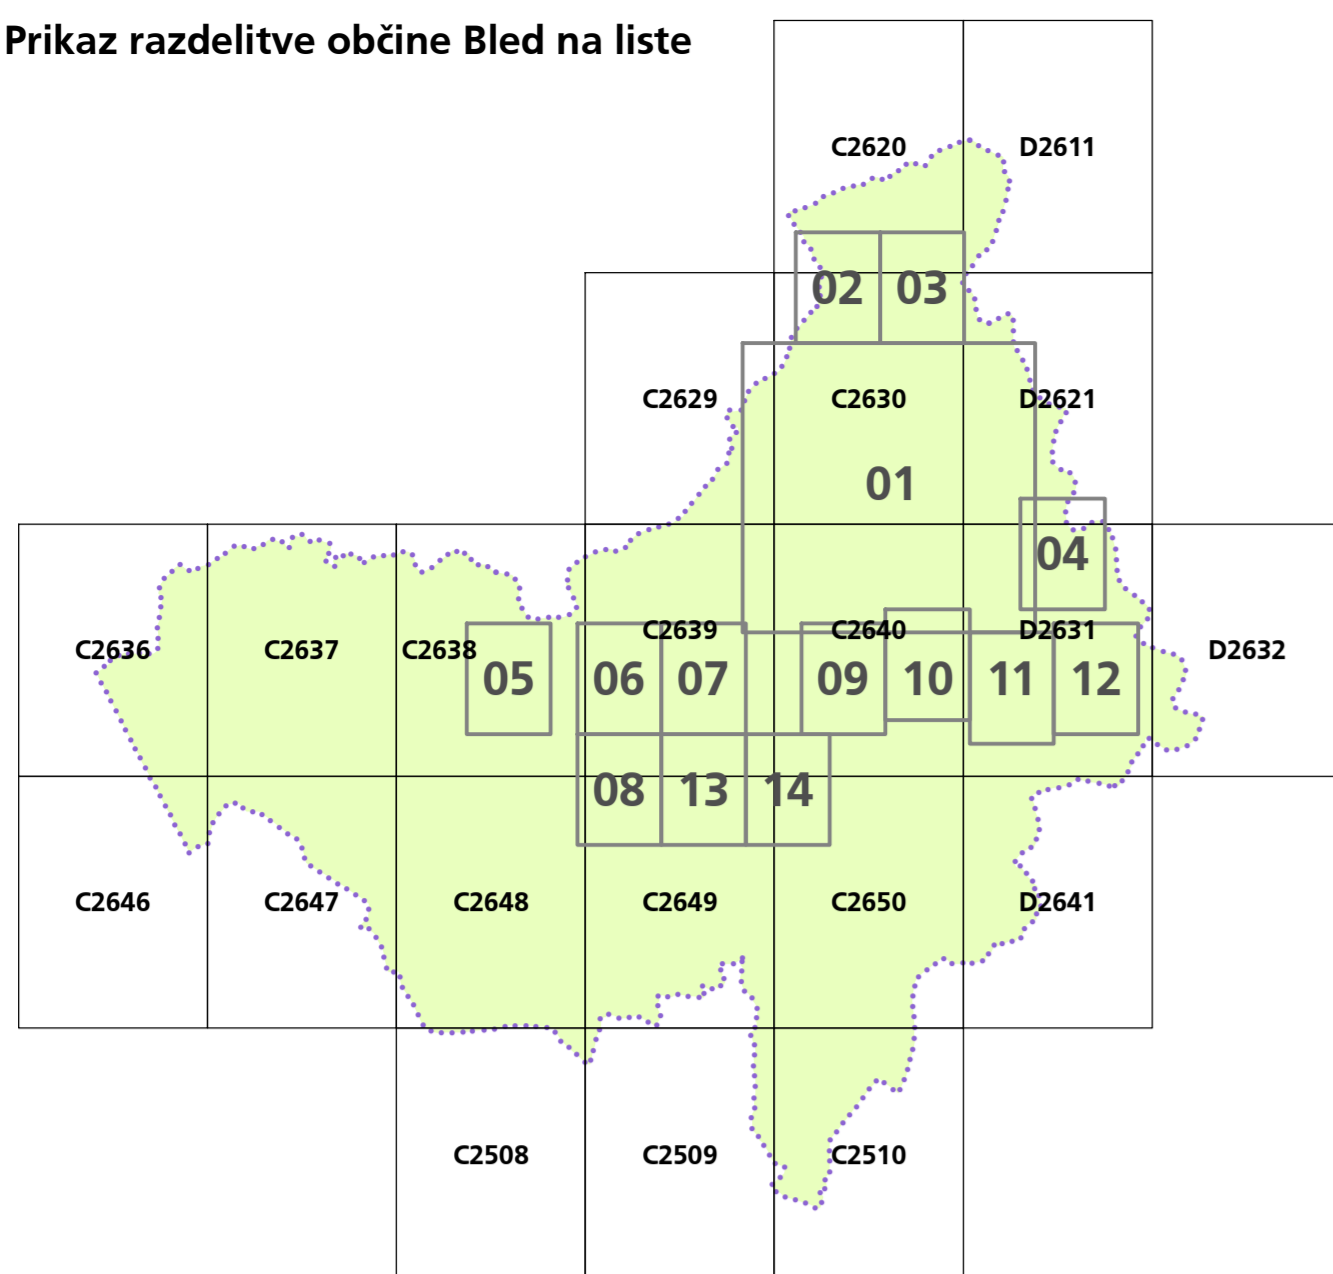 Prikaz razdelitve občine Bled na liste
C2620 D2611
02 03
C2629 C2630 D2621
01
04
C2639 C2640 D2631
C2636 C2637 C2638 D2632
05 06 07 09 10 11 12
08 13 14
C2646 C2647 C2648 C2649 C2650 D2641
C2508 C2509 C2510